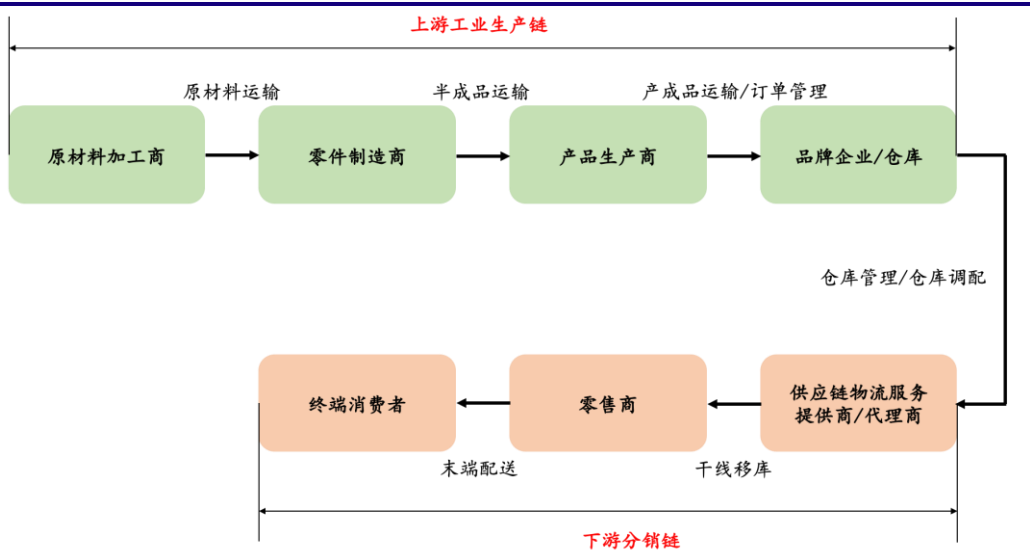 上游工业生产链
原材料运输
半成品运输
产成品运输/订单管理
原材料加工商
零件制造商
产品生产商
品牌企业/仓库
仓库管理/仓库调配
终端消费者
零售商
供应链物流服务
提供商/代理商
末端配送
干线移库
下游分销链